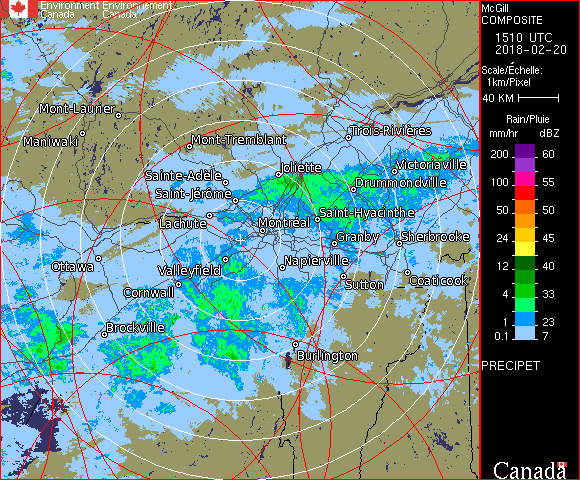 Environment Environnement
Canada Canada
Mont-Laurier
Trois-Rivières
Maniwaki
Mont-Tremblant
Victoriaville
Joliette
Sainte-Adèle
Drummondville
Saint-Jérôme
Saint-Hyacinthe
Lachute
Montréal
Granby
Sherbrooke
Ottawa
Napierville
Valleyfield
Coaticook
Sutton
Cornwall
Brockville
Burlington
McGill
COMPOSITE
1510 UTC
2018-02-20
Scale/Échelle:
1km/Pixel
40 KM
Rain/Pluie
mm/hr dBZ
200 60
100 55
50 50
24 45
12 40
4 33
1 23
0.1 7
PRECIPET
Canada